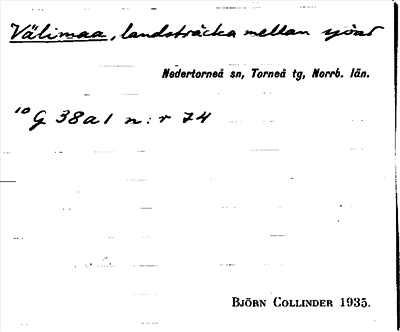 Välimaa, landsträcka mellan sjöar
Nedertorneå sn, Torneå tg, Norrb. län.
10 G 38a1 n:r 74
BJÖRN COLLINDER 1935.